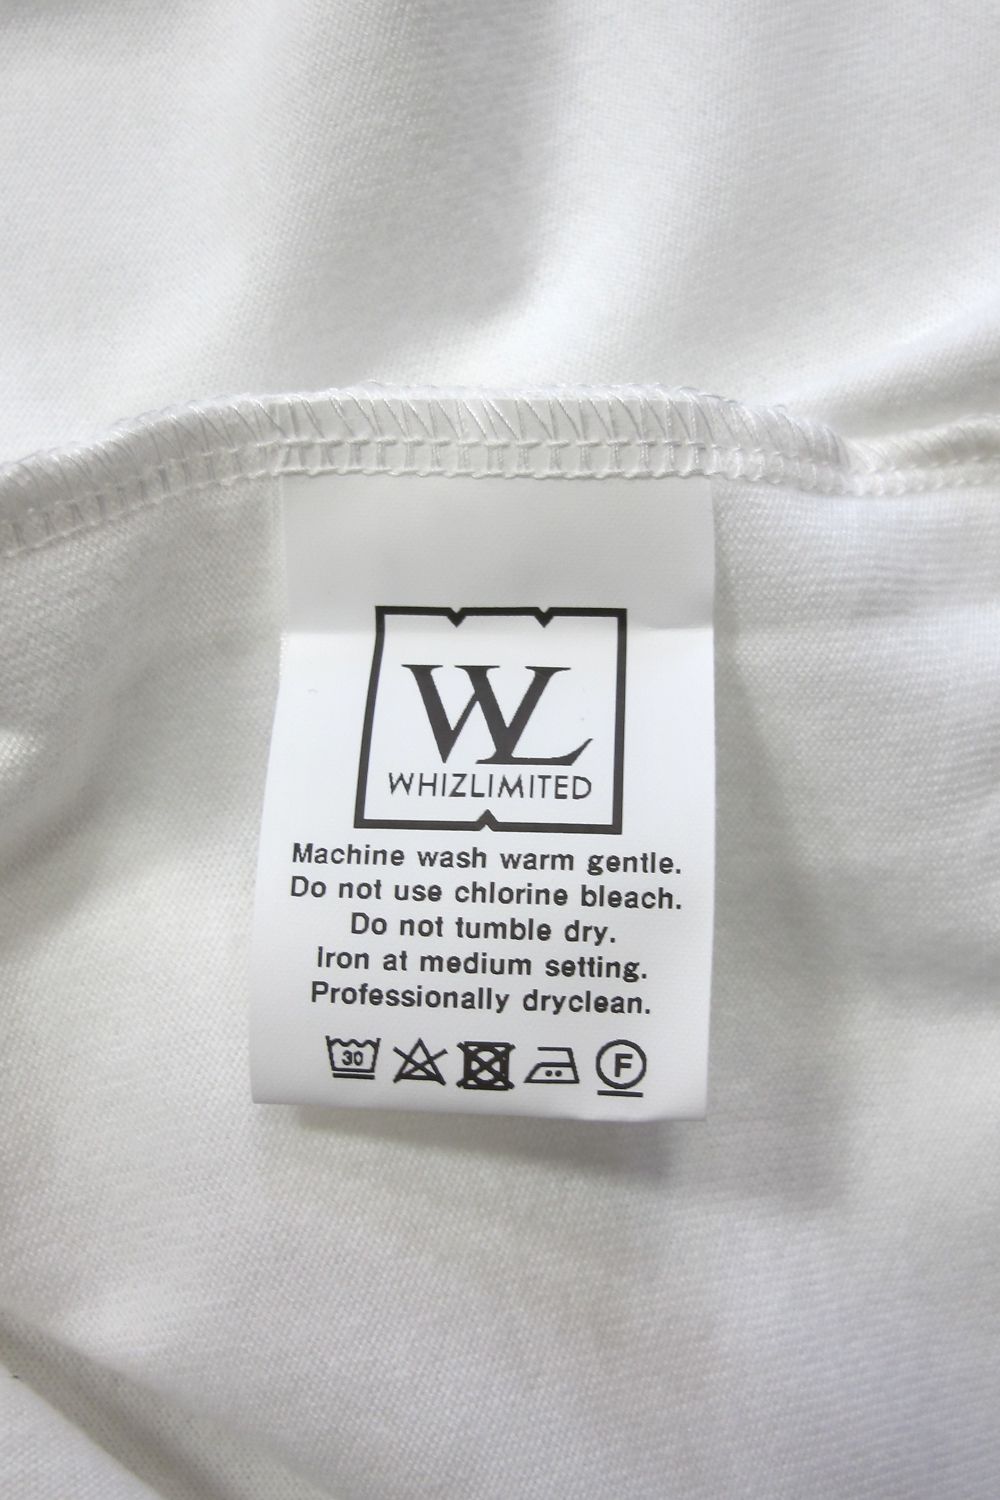 WL
WHIZLIMITED
Machine wash warm gentle.
Do not use chlorine bleach.
Do not tumble dry.
Iron at medium setting.
Professionally dryclean.
30 F